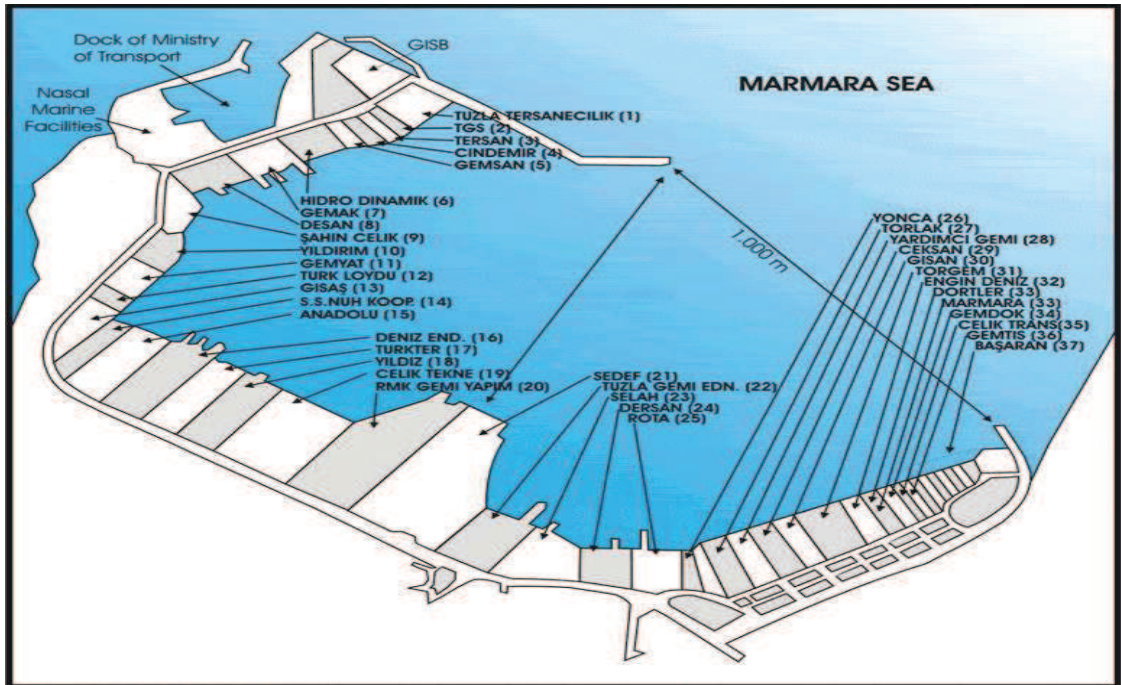 Dock of Ministry
of Transport
GISB
Nasal
Marine
Facilities
MARMARA SEA
TUZLA TERSANECILIK (1)
TGS (2)
TERSAN (3)
CINDEMIR (4)
GEMSAN (5)
HIDRO DINAMIK (6)
GEMAK (7)
DESAN (8)
ŞAHIN CELIK (9)
YILDIRIM (10)
GEMYAT (11)
TURK LOYDU (12)
GISAŞ (13)
S.S.NUH KOOP. (14)
ANADOLU (15)
DENIZ END. (16)
TURKTER (17)
YILDIZ (18)
CELIK TEKNE (19)
RMK GEMI YAPIM (20)
SEDEF (21)
TUZLA GEMI EDN. (22)
SELAH (23)
DERSAN (24)
ROTA (25)
1.000 m
YONCA (26)
TORLAK (27)
YARDIMCI GEMI (28)
CEKSAN (29)
GISAN (30)
TORGEM (31)
ENGIN DENIZ (32)
DORTLER (33)
MARMARA (33)
GEMDOK (34)
CELIK TRANS(35)
GEMTIS (36)
BAŞARAN (37)